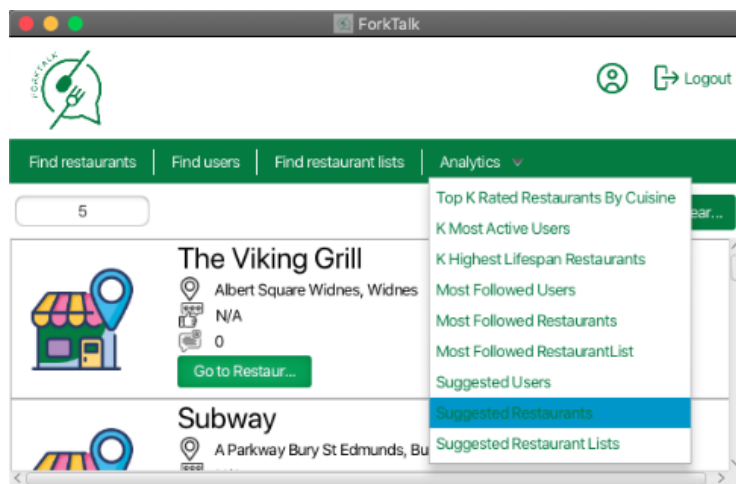 ForkTalk
FORKTALK
Logout
Find restaurants
Find users
Find restaurant lists
Analytics
Top K Rated Restaurants By Cuisine
K Most Active Users
K Highest Lifespan Restaurants
Most Followed Users
Most Followed Restaurants
Most Followed RestaurantList
Suggested Users
Suggested Restaurants
Suggested Restaurant Lists
5
ear...
The Viking Grill
Albert Square Widnes, Widnes
N/A
0
Go to Restaur...
Subway
A Parkway Bury St Edmunds, Bu